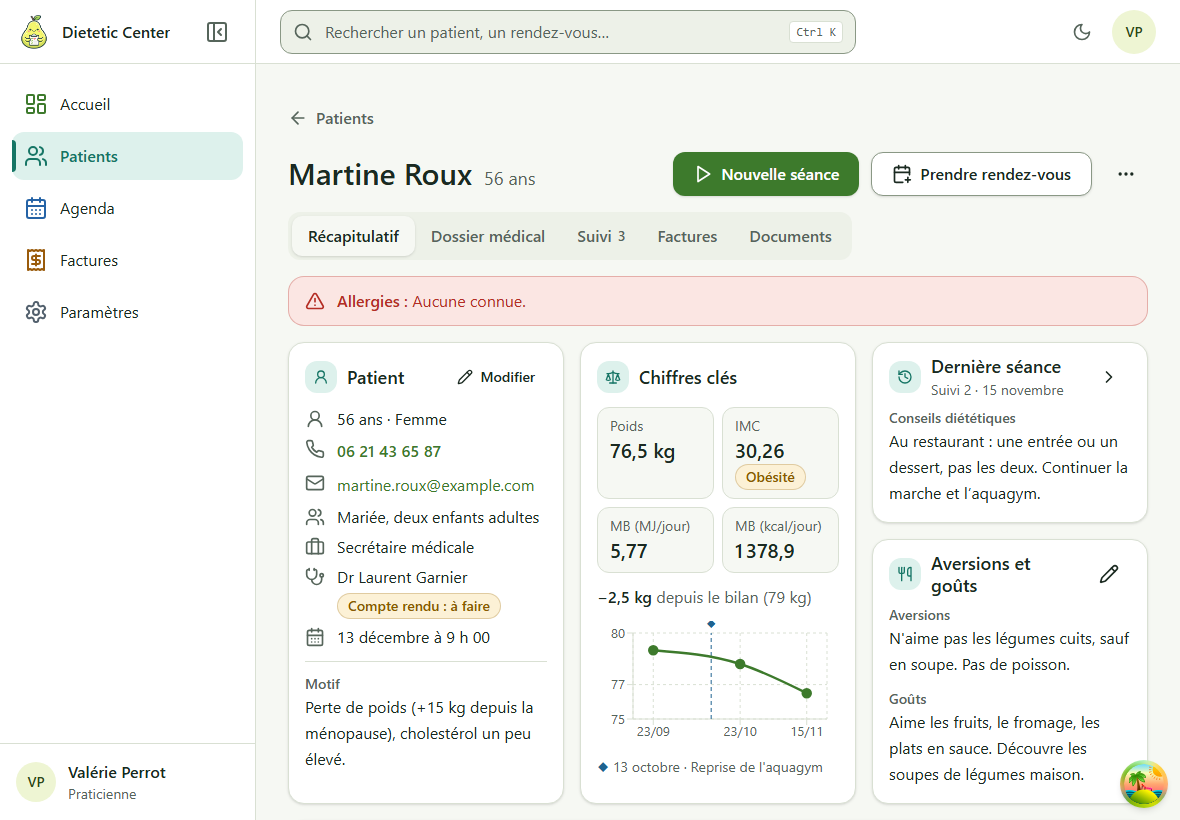 Dietetic Center
Rechercher un patient, un rendez-vous...
Ctrl K
VP
Accueil
Patients
Agenda
Factures
Paramètres
Valérie Perrot
Praticienne
VP
Patients
Martine Roux 56 ans
Nouvelle séance
Prendre rendez-vous
Récapitulatif
Dossier médical
Suivi 3
Factures
Documents
Allergies : Aucune connue.
Patient
Modifier
56 ans · Femme
06 21 43 65 87
martine.roux@example.com
Mariée, deux enfants adultes
Secrétaire médicale
Dr Laurent Garnier
Compte rendu : à faire
13 décembre à 9 h 00
Motif
Perte de poids (+15 kg depuis la
ménopause), cholestérol un peu
élevé.
Chiffres clés
Poids
76,5 kg
IMC
30,26
Obésité
MB (MJ/jour)
5,77
MB (kcal/jour)
1378,9
−2,5 kg depuis le bilan (79 kg)
80
77
75
23/09
23/10
15/11
13 octobre · Reprise de l'aquagym
Dernière séance
Suivi 2 · 15 novembre
Conseils diététiques
Au restaurant : une entrée ou un
dessert, pas les deux. Continuer la
marche et l’aquagym.
Aversions et
goûts
Aversions
N'aime pas les légumes cuits, sauf
en soupe. Pas de poisson.
Goûts
Aime les fruits, le fromage, les
plats en sauce. Découvre les
soupes de légumes maison.